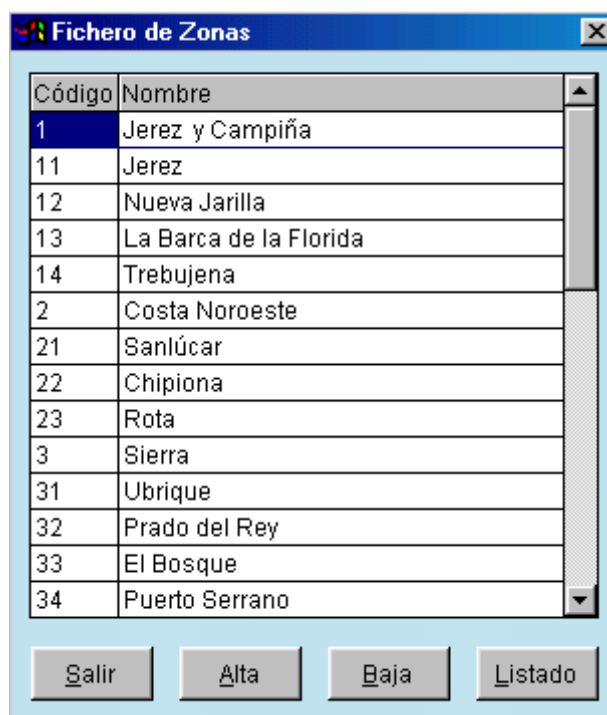 Fichero de Zonas
Código Nombre
1 Jerez y Campiña
11 Jerez
12 Nueva Jarilla
13 La Barca de la Florida
14 Trebujena
2 Costa Noroeste
21 Sanlúcar
22 Chipiona
23 Rota
3 Sierra
31 Ubrique
32 Prado del Rey
33 El Bosque
34 Puerto Serrano
Salir Alta Baja Listado